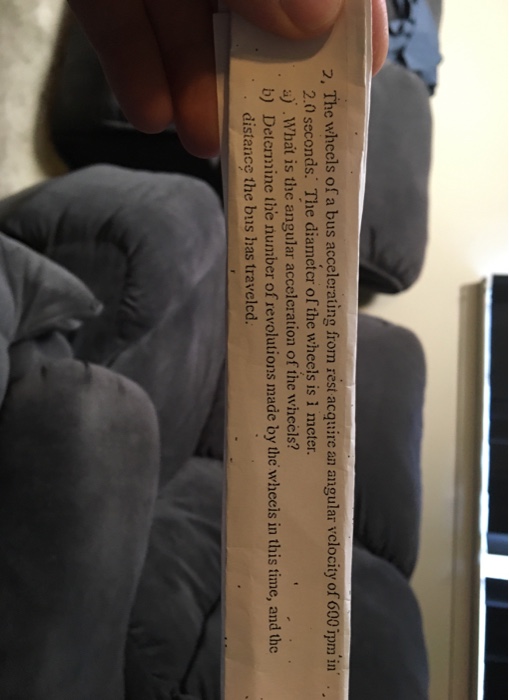 2. The wheels of a bus accelerating from rest acquire an angular velocity of 600 rpm in
2.0 seconds. The diameter of the wheels is 1 meter.
a) What is the angular acceleration of the wheels?
b) Determine the number of revolutions made by the wheels in this time, and the
distance the bus has traveled.